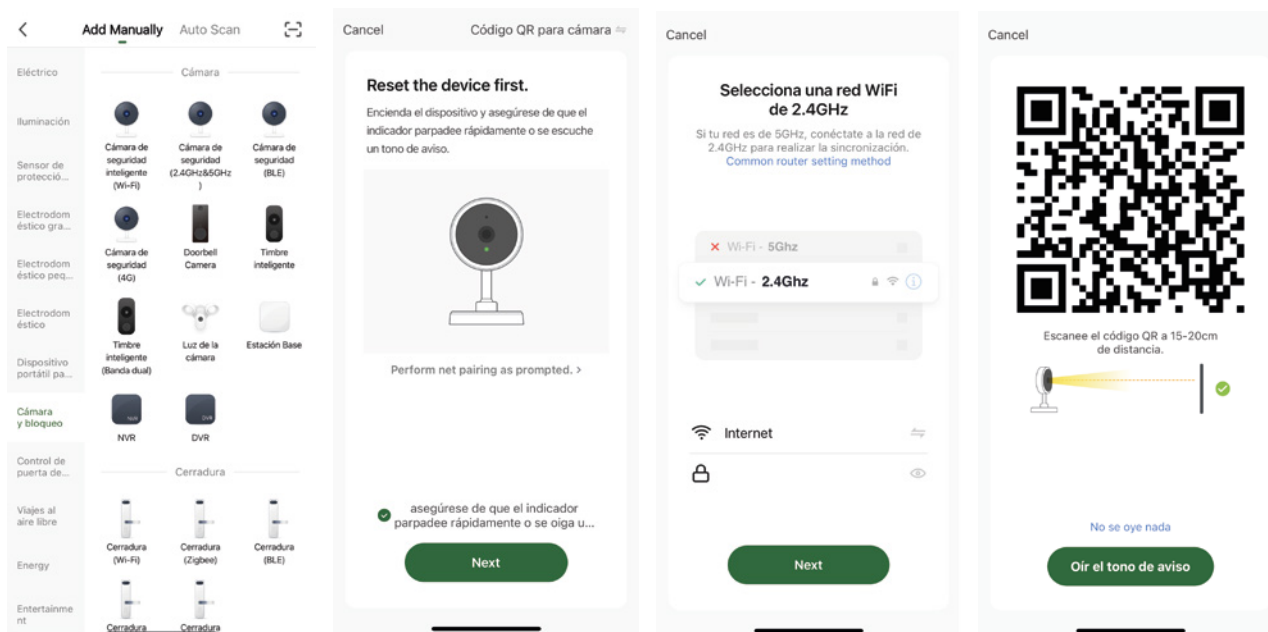 Add Manually
Auto Scan
Eléctrico
Iluminación
Sensor de
protecció...
Electrodom
éstico gra...
Electrodom
éstico peq...
Electrodom
éstico
Dispositivo
portátil pa...
Cámara
y bloqueo
Control de
puerta de...
Viajes al
aire libre
Energy
Entertainme
nt
Cámara
Cámara de
seguridad
inteligente
(Wi-Fi)
Cámara de
seguridad
(2.4GHz&5GHz
)
Cámara de
seguridad
(BLE)
Cámara de
seguridad
(4G)
Doorbell
Camera
Timbre
inteligente
Timbre
inteligente
(Banda dual)
Luz de la
cámara
Estación Base
NVR
NVR
DVR
DVR
Cerradura
Cerradura
(Wi-Fi)
Cerradura
(Zigbee)
Cerradura
(BLE)
Cerradura
Cerradura
Cancel
Código QR para cámara
Reset the device first.
Encienda el dispositivo y asegúrese de que el
indicador parpadee rápidamente o se escuche
un tono de aviso.
Perform net pairing as prompted. >
asegúrese de que el indicador
parpadee rápidamente o se oiga u...
Next
Cancel
Selecciona una red WiFi
de 2.4GHz
Si tu red es de 5GHz, conéctate a la red de
2.4GHz para realizar la sincronización.
Common router setting method
Wi-Fi - 5Ghz
Wi-Fi - 2.4Ghz
Internet
Next
Cancel
Escanee el código QR a 15-20cm
de distancia.
No se oye nada
Oír el tono de aviso